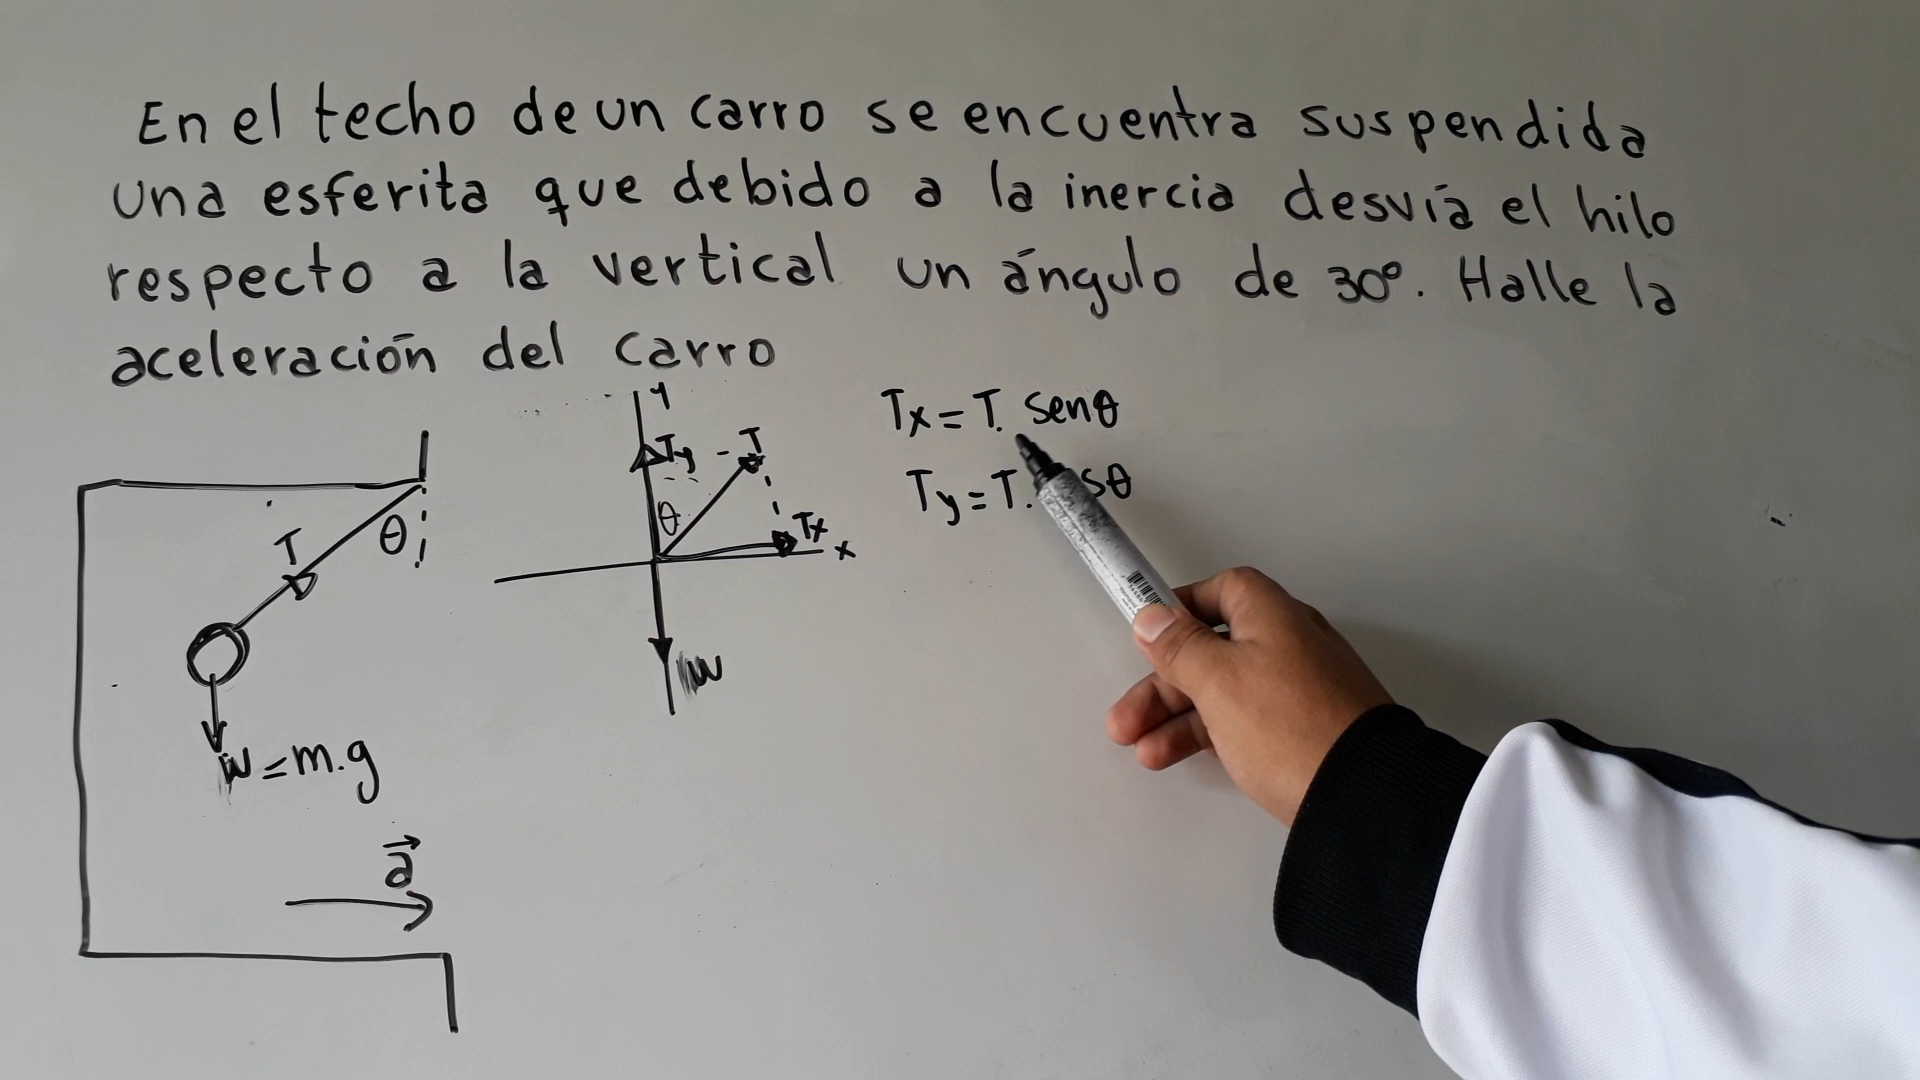 En el techo de un carro se encuentra suspendida
una esferita que debido a la inercia desvía el hilo
respecto a la vertical un ángulo de 30°. Halle la
aceleración del carro
y
Ty
T
θ
Tx
x
W
Tx = T. senθ
Ty = T.
T
θ
W = m.g
a⃗